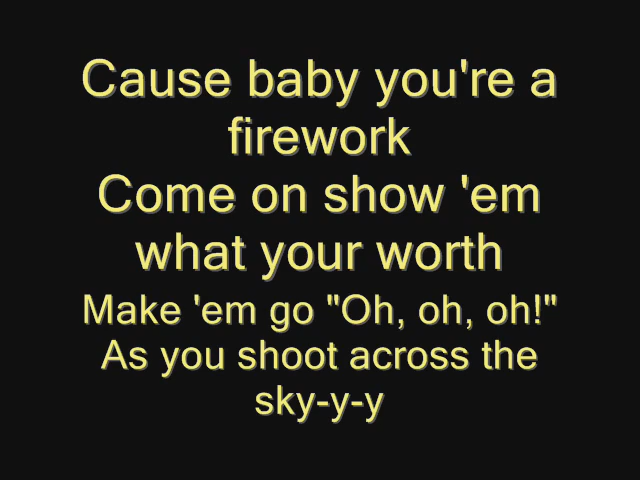 Cause baby you're a
firework
Come on show 'em
what your worth
Make 'em go "Oh, oh, oh!"
As you shoot across the
sky-y-y